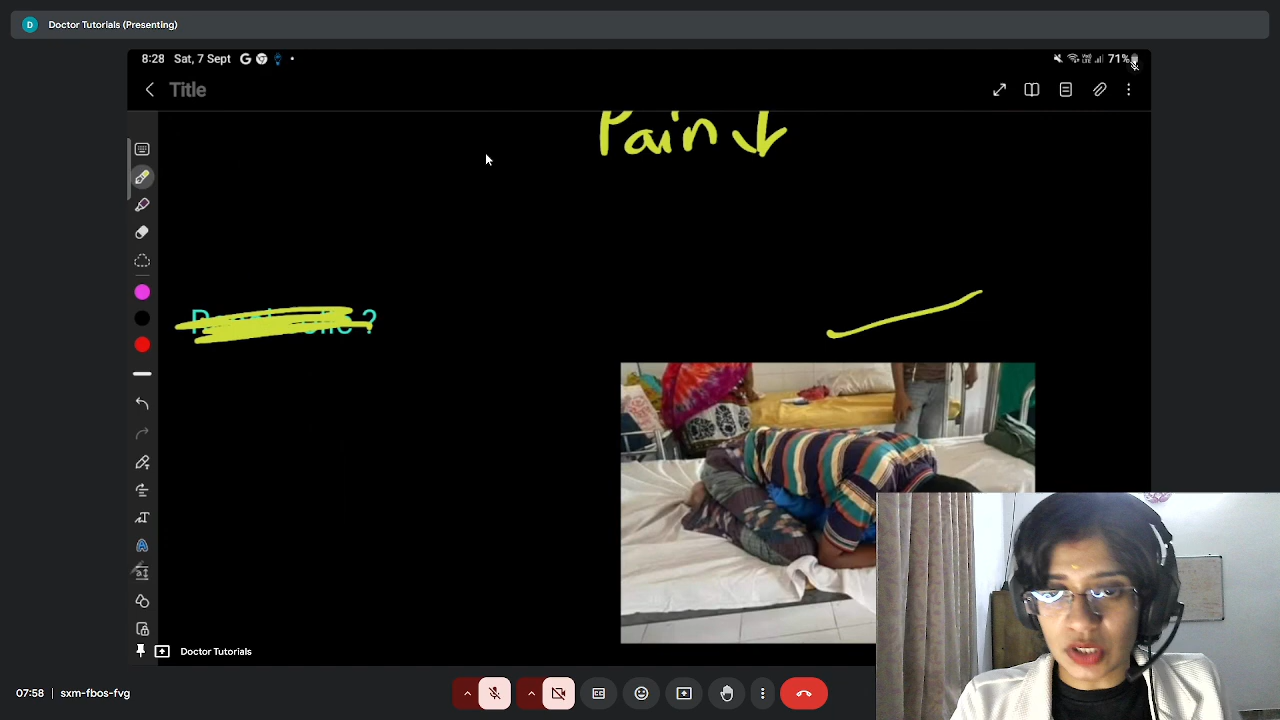 D
Doctor Tutorials (Presenting)
8:28 Sat, 7 Sept
71%
Title
Pain ↓
?
Doctor Tutorials
07:58 | sxm-fbos-fvg